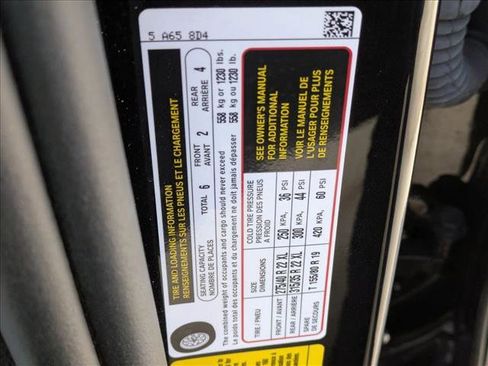 5 A65 8D4
TIRE AND LOADING INFORMATION
RENSEIGNEMENTS SUR LES PNEUS ET LE CHARGEMENT
SEATING CAPACITY
NOMBRE DE PLACES
TOTAL 6
FRONT
AVANT 2
REAR
ARRIÈRE 4
The combined weight of occupants and cargo should never exceed 558 kg or 1230 lbs.
Le poids total des occupants et du chargement ne doit jamais dépasser 558 kg ou 1230 lb.
TIRE / PNEU
SIZE
DIMENSIONS
COLD TIRE PRESSURE
PRESSION DES PNEUS
A FROID
FRONT / AVANT 275/40 R 22 XL 250 KPA, 36 PSI
REAR / ARRIÈRE 315/35 R 22 XL 300 KPA, 44 PSI
SPARE
DE SECOURS T 155/80 R 19 420 KPA, 60 PSI
SEE OWNER'S MANUAL
FOR ADDITIONAL
INFORMATION
VOIR LE MANUEL DE
L'USAGER POUR PLUS
DE RENSEIGNEMENTS